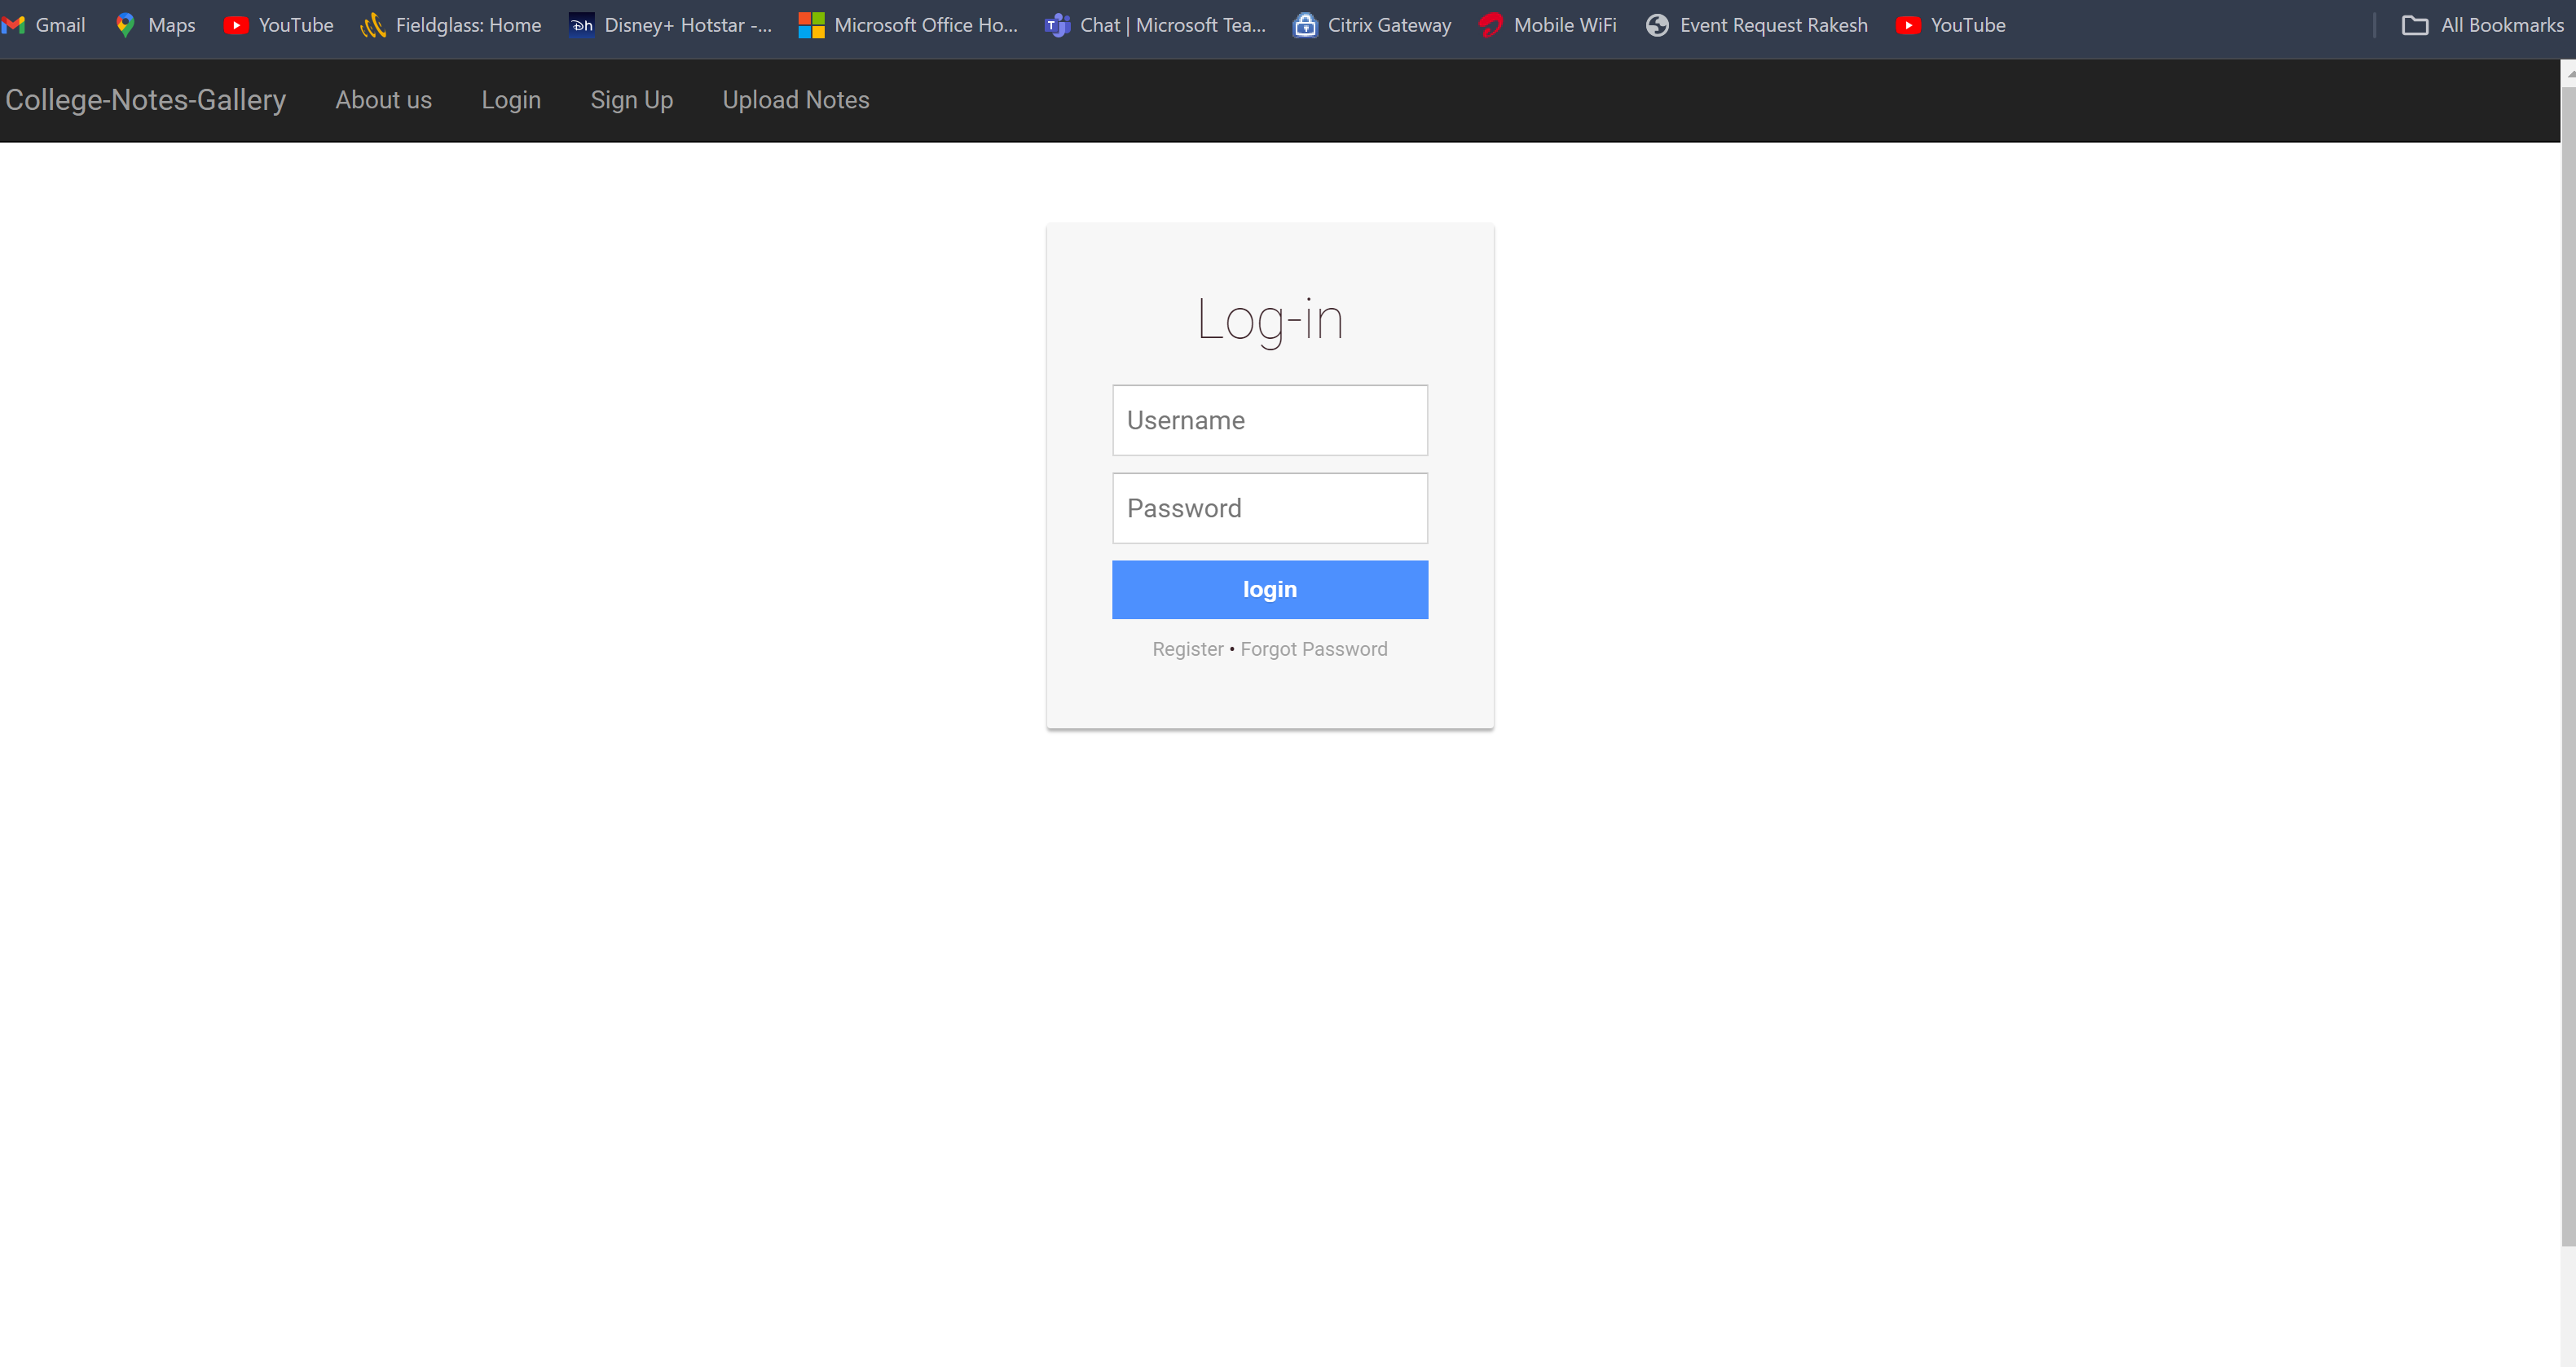 Gmail Maps YouTube Fieldglass: Home Disney+ Hotstar -... Microsoft Office Ho... Chat | Microsoft Tea... Citrix Gateway Mobile WiFi Event Request Rakesh YouTube All Bookmarks
College-Notes-Gallery About us Login Sign Up Upload Notes
Log-in
Username
Password
login
Register • Forgot Password